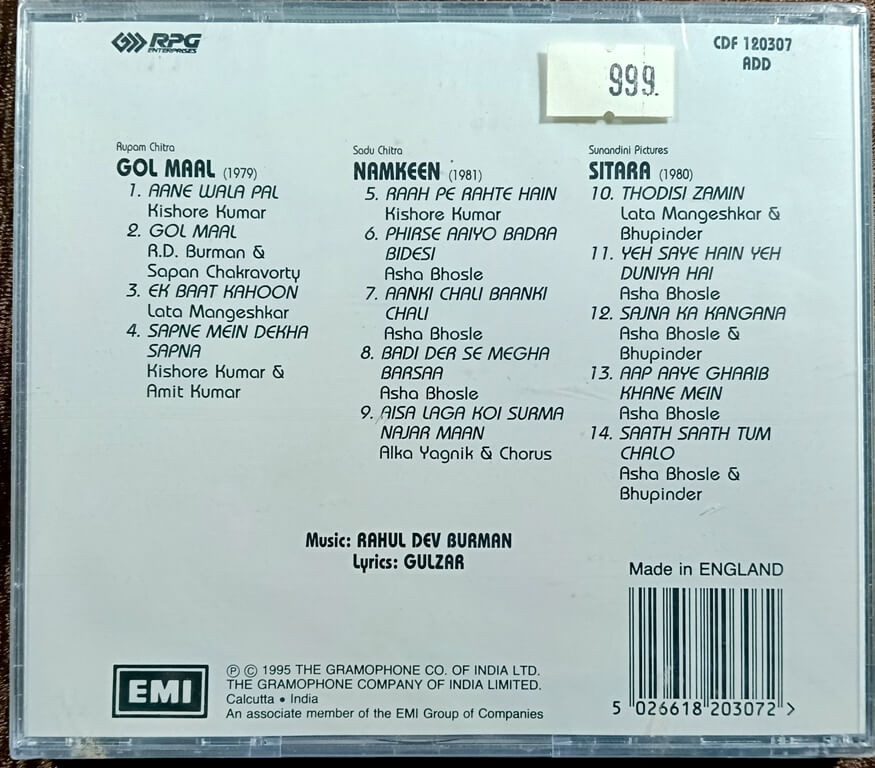 RPG
ENTERPRISES
999.
CDF 120307
ADD
Rupam Chitra
GOL MAAL (1979)
1. AANE WALA PAL
Kishore Kumar
2. GOL MAAL
R.D. Burman &
Sapan Chakravorty
3. EK BAAT KAHOON
Lata Mangeshkar
4. SAPNE MEIN DEKHA
SAPNA
Kishore Kumar &
Amit Kumar
Sadu Chitra
NAMKEEN (1981)
5. RAAH PE RAHTE HAIN
Kishore Kumar
6. PHIRSE AAIYO BADRA
BIDESI
Asha Bhosle
7. AANKI CHALI BAANKI
CHALI
Asha Bhosle
8. BADI DER SE MEGHA
BARSAA
Asha Bhosle
9. AISA LAGA KOI SURMA
NAJAR MAAN
Alka Yagnik & Chorus
Sunandini Pictures
SITARA (1980)
10. THODISI ZAMIN
Lata Mangeshkar &
Bhupinder
11. YEH SAYE HAIN YEH
DUNIYA HAI
Asha Bhosle
12. SAJNA KA KANGANA
Asha Bhosle &
Bhupinder
13. AAP AAYE GHARIB
KHANE MEIN
Asha Bhosle
14. SAATH SAATH TUM
CHALO
Asha Bhosle &
Bhupinder
Music: RAHUL DEV BURMAN
Lyrics: GULZAR
Made in ENGLAND
EMI
Ⓟ © 1995 THE GRAMOPHONE CO. OF INDIA LTD.
THE GRAMOPHONE COMPANY OF INDIA LIMITED.
Calcutta • India
An associate member of the EMI Group of Companies
5 026618 203072 >